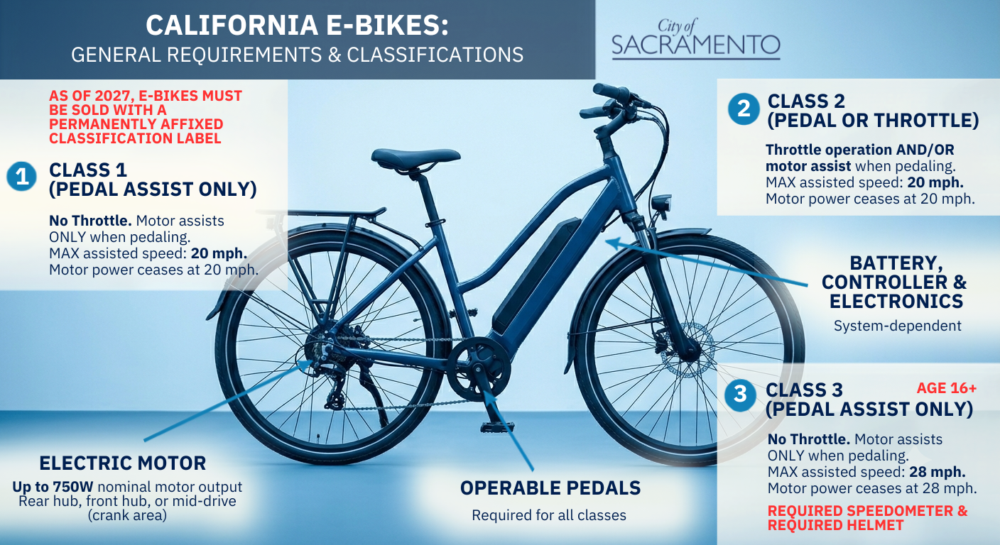 CALIFORNIA E-BIKES:
GENERAL REQUIREMENTS & CLASSIFICATIONS
City of
SACRAMENTO
AS OF 2027, E-BIKES MUST
BE SOLD WITH A
PERMANENTLY AFFIXED
CLASSIFICATION LABEL
1
CLASS 1
(PEDAL ASSIST ONLY)
No Throttle. Motor assists
ONLY when pedaling.
MAX assisted speed: 20 mph.
Motor power ceases at 20 mph.
2
CLASS 2
(PEDAL OR THROTTLE)
Throttle operation AND/OR
motor assist when pedaling.
MAX assisted speed: 20 mph.
Motor power ceases at 20 mph.
BATTERY,
CONTROLLER &
ELECTRONICS
System-dependent
3
CLASS 3 AGE 16+
(PEDAL ASSIST ONLY)
No Throttle. Motor assists
ONLY when pedaling.
MAX assisted speed: 28 mph.
Motor power ceases at 28 mph.
REQUIRED SPEEDOMETER &
REQUIRED HELMET
ELECTRIC MOTOR
Up to 750W nominal motor output
Rear hub, front hub, or mid-drive
(crank area)
OPERABLE PEDALS
Required for all classes